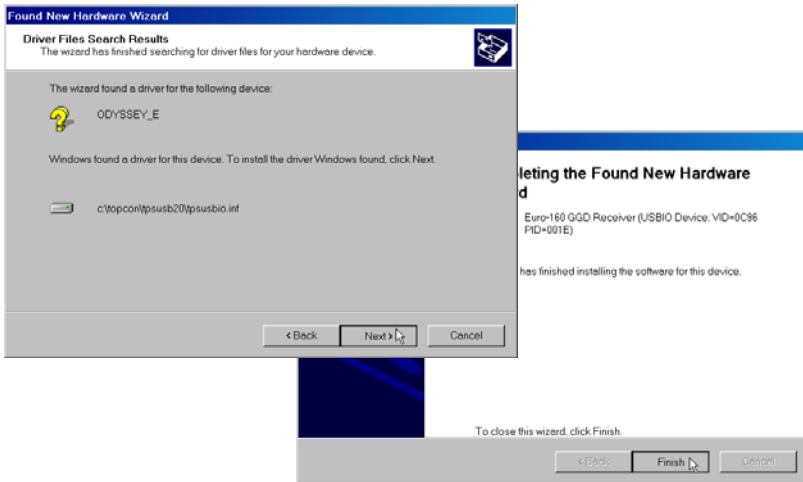 Found New Hardware Wizard
Driver Files Search Results
The wizard has finished searching for driver files for your hardware device.
The wizard found a driver for the following device:
ODYSSEY_E
Windows found a driver for this device. To install the driver Windows found, click Next.
c:\topcon\tpsusb20\tpsusbio.inf
< Back
Next >
Cancel
leting the Found New Hardware
d
Euro-160 GGD Receiver (USBIO Device: VID=0C96
PID=001E)
has finished installing the software for this device.
To close this wizard, click Finish.
< Back
Finish
Cancel